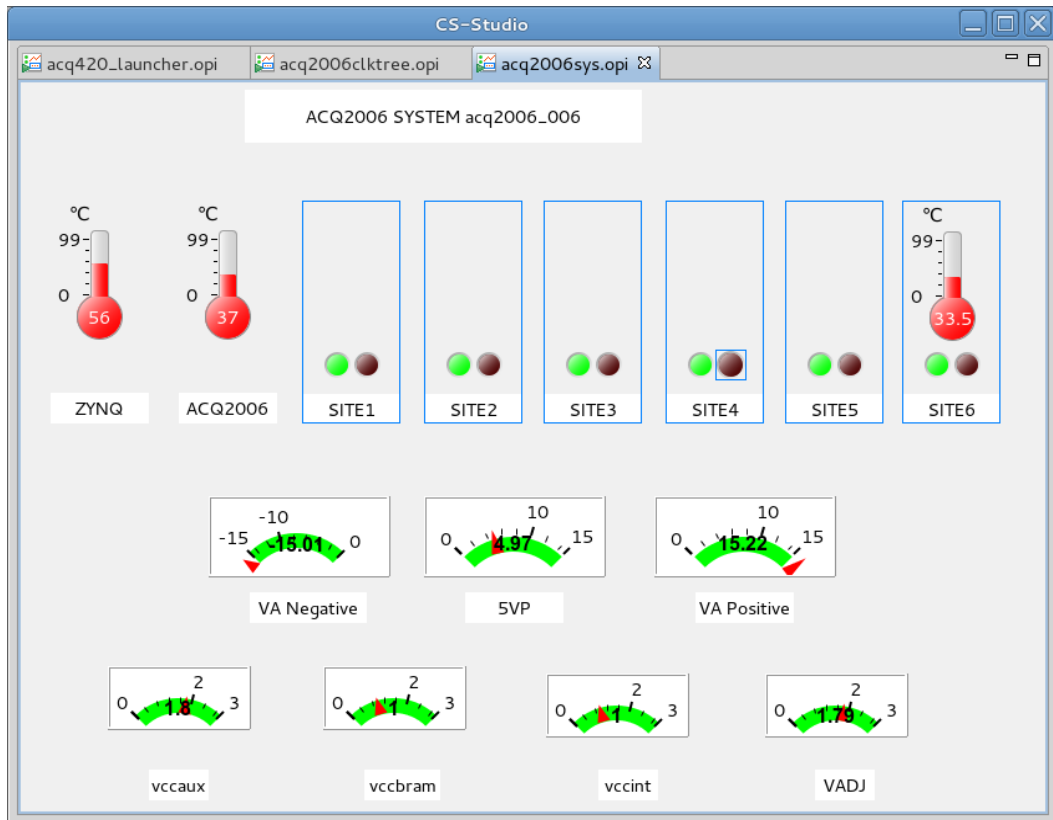 CS-Studio
acq420_launcher.opi acq2006clktree.opi acq2006sys.opi
ACQ2006 SYSTEM acq2006_006
°C °C °C
99 99 99
0 0 0
56 37 33.5
ZYNQ ACQ2006 SITE1 SITE2 SITE3 SITE4 SITE5 SITE6
-10 10 10
-15 0 0 15 0 15
-15.01 4.97 15.22
VA Negative 5VP VA Positive
2 2 2 2
0 3 0 3 0 3 0 3
1.8 1 1 1.79
vccaux vccbram vccint VADJ